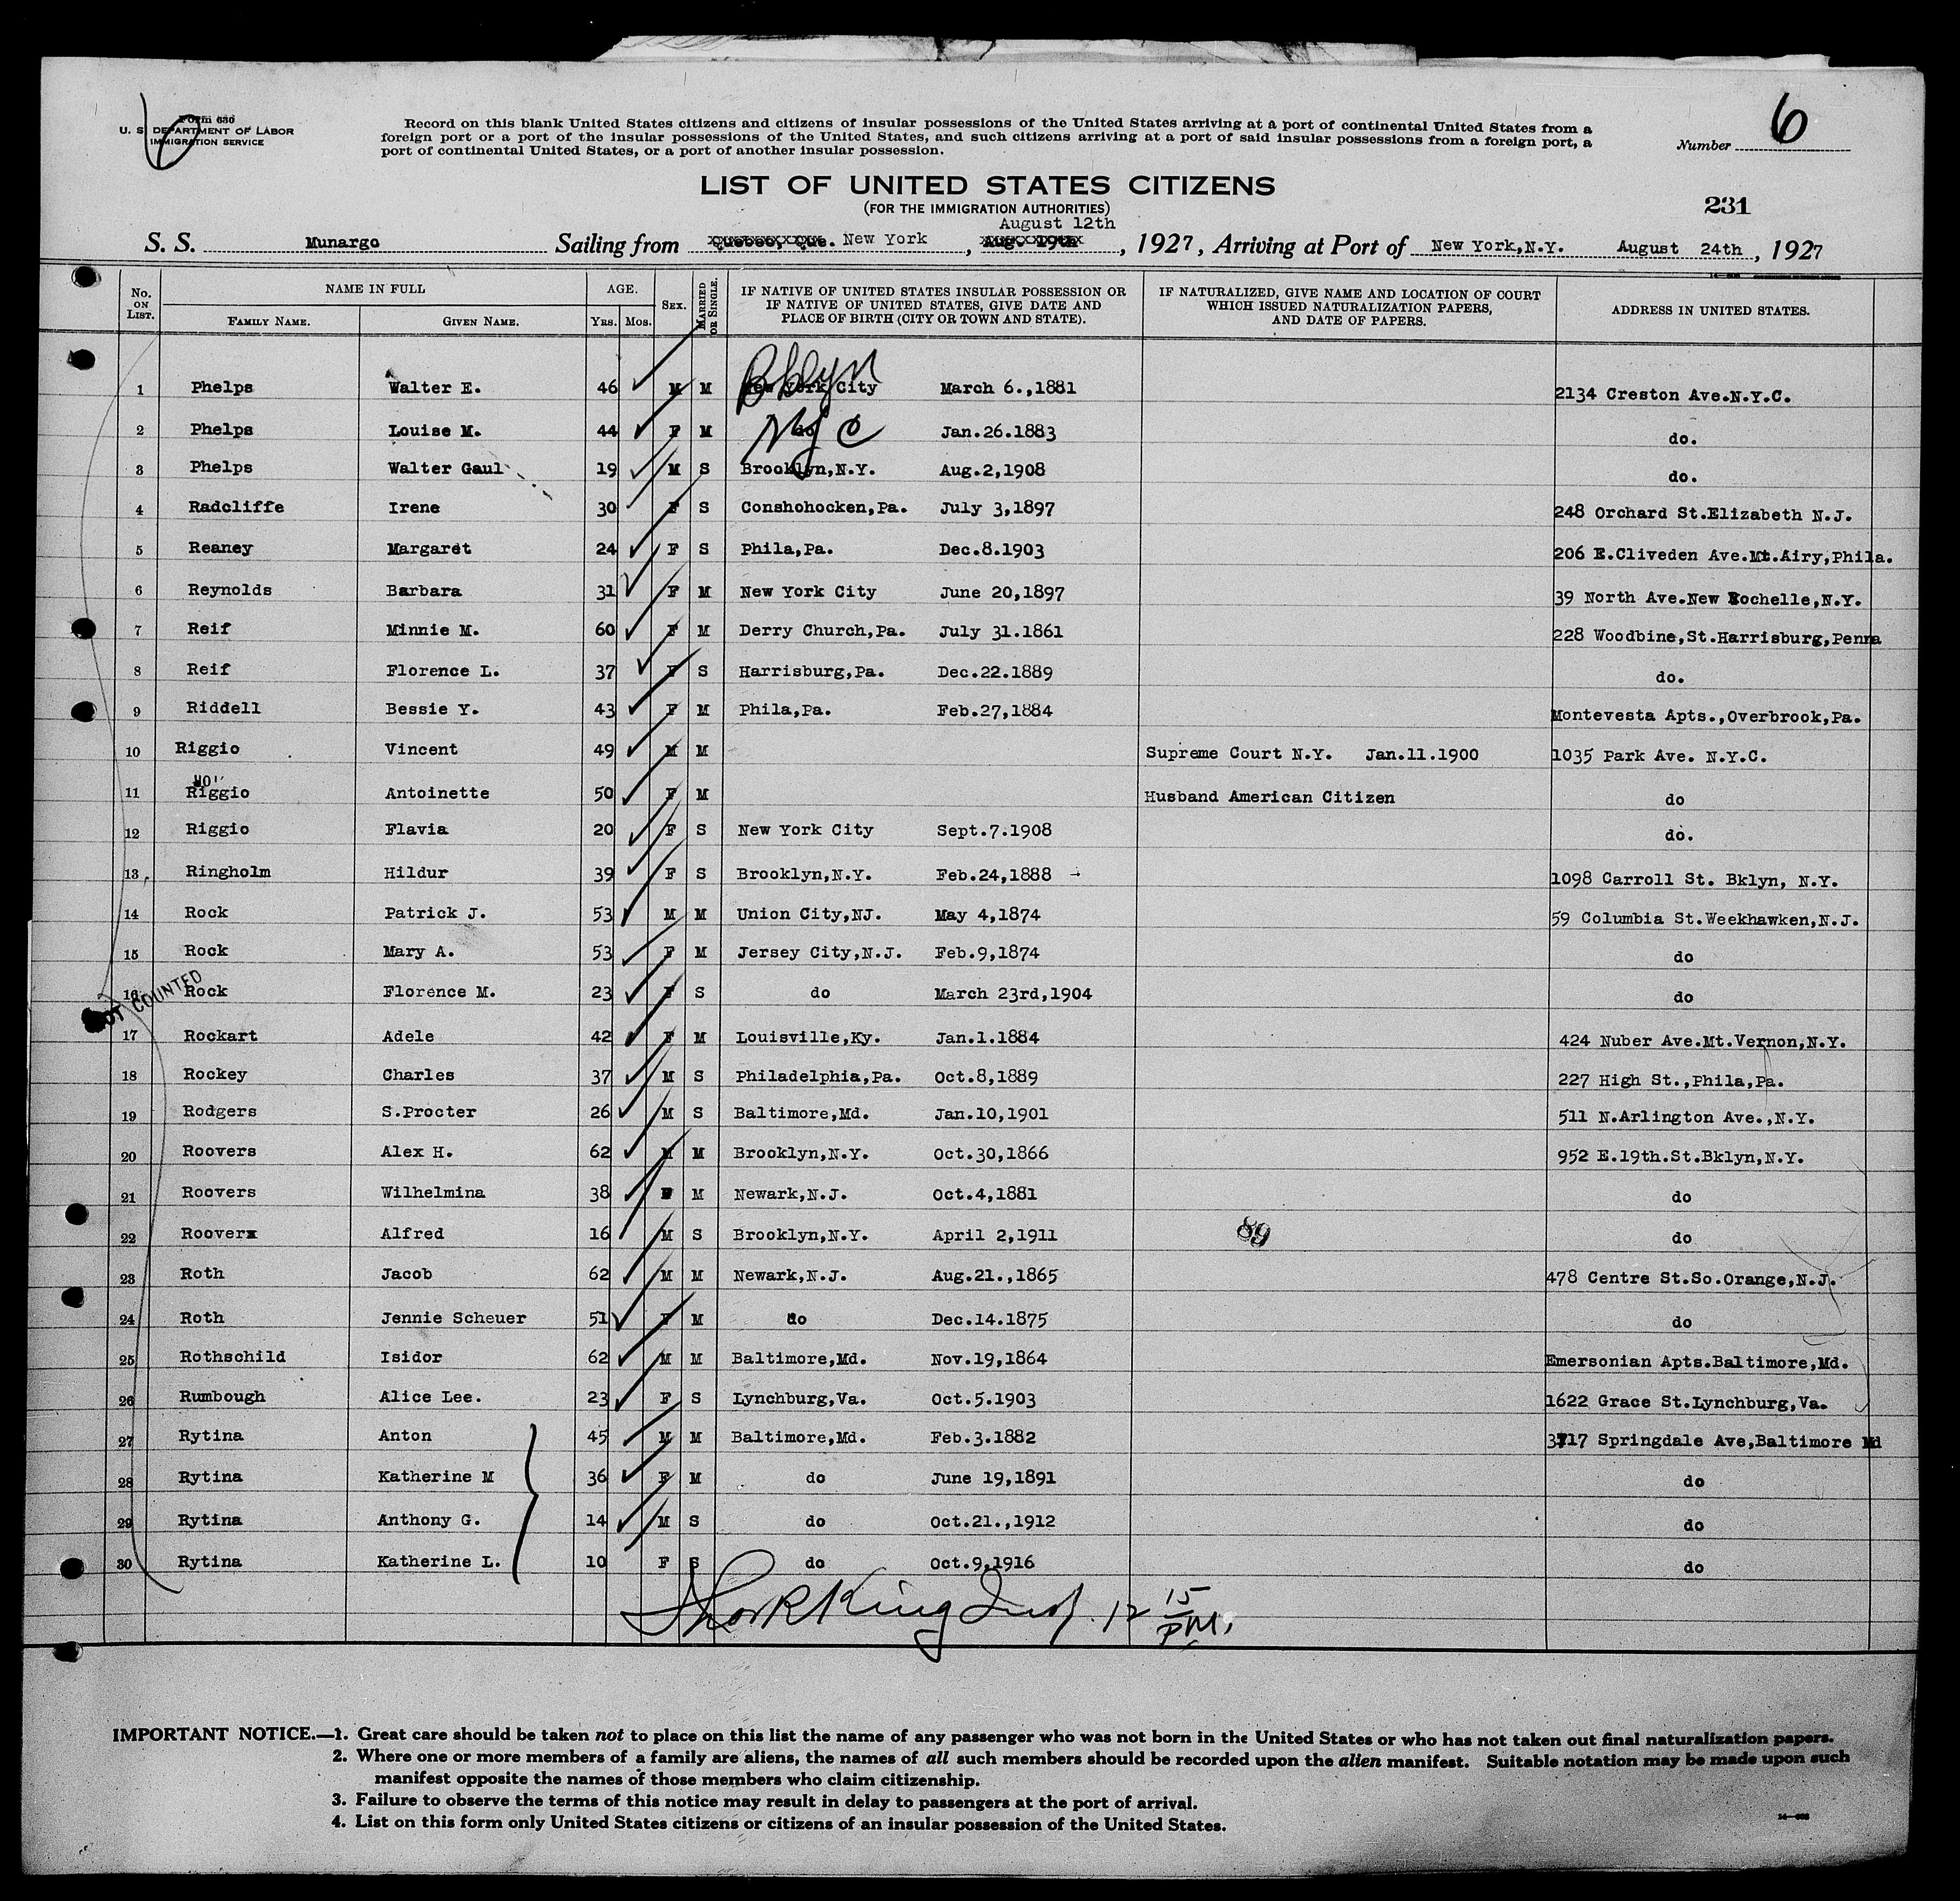 Form 630
U. S. DEPARTMENT OF LABOR
IMMIGRATION SERVICE
6
Record on this blank United States citizens and citizens of insular possessions of the United States arriving at a port of continental United States from a
foreign port or a port of the insular possessions of the United States, and such citizens arriving at a port of said insular possessions from a foreign port, a
port of continental United States, or a port of another insular possession.
Number 6
LIST OF UNITED STATES CITIZENS
(FOR THE IMMIGRATION AUTHORITIES)
231
August 12th
S. S. Munargo Sailing from Quebec, Que. New York, Aug. 19th, 1927, Arriving at Port of New York,N.Y. August 24th, 1927
No. ON LIST. NAME IN FULL AGE. SEX. MARRIED OR SINGLE. IF NATIVE OF UNITED STATES INSULAR POSSESSION OR IF NATIVE OF UNITED STATES, GIVE DATE AND PLACE OF BIRTH (CITY OR TOWN AND STATE). IF NATURALIZED, GIVE NAME AND LOCATION OF COURT WHICH ISSUED NATURALIZATION PAPERS, AND DATE OF PAPERS. ADDRESS IN UNITED STATES.
FAMILY NAME. GIVEN NAME. YRS. MOS.
Bklyn
1 Phelps Walter E. 46 M M New York City March 6.,1881 2134 Creston Ave.N.Y.C.
NYC
2 Phelps Louise M. 44 F M do Jan.26.1883 do.
3 Phelps Walter Gaul 19 M S Brooklyn,N.Y. Aug.2,1908 do.
4 Radcliffe Irene 30 F S Conshohocken,Pa. July 3,1897 248 Orchard St.Elizabeth N.J.
5 Reaney Margaret 24 F S Phila,Pa. Dec.8.1903 206 E.Cliveden Ave.Mt.Airy,Phila.
6 Reynolds Barbara 31 F M New York City June 20,1897 39 North Ave.New Rochelle,N.Y.
7 Reif Minnie M. 60 F M Derry Church,Pa. July 31.1861 228 Woodbine,St.Harrisburg,Penna
8 Reif Florence L. 37 F S Harrisburg,Pa. Dec.22.1889 do.
9 Riddell Bessie Y. 43 F M Phila,Pa. Feb.27,1884 Montevesta Apts.,Overbrook,Pa.
10 Riggio Vincent 49 M M Supreme Court N.Y. Jan.11.1900 1035 Park Ave. N.Y.C.
11 Riggio Antoinette 50 F M Husband American Citizen do
12 Riggio Flavia 20 F S New York City Sept.7.1908 do.
13 Ringholm Hildur 39 F S Brooklyn,N.Y. Feb.24,1888 1098 Carroll St. Bklyn, N.Y.
14 Rock Patrick J. 53 M M Union City,NJ. May 4,1874 59 Columbia St.Weekhawken,N.J.
15 Rock Mary A. 53 F M Jersey City,N.J. Feb.9,1874 do
NOT COUNTED
16 Rock Florence M. 23 F S do March 23rd,1904 do
17 Rockart Adele 42 F M Louisville,Ky. Jan.1.1884 424 Nuber Ave.Mt.Vernon,N.Y.
18 Rockey Charles 37 M S Philadelphia,Pa. Oct.8,1889 227 High St.,Phila,Pa.
19 Rodgers S.Procter 26 M S Baltimore,Md. Jan.10,1901 511 N.Arlington Ave.,N.Y.
20 Roovers Alex H. 62 M M Brooklyn,N.Y. Oct.30,1866 952 E.19th.St.Bklyn,N.Y.
21 Roovers Wilhelmina 38 F M Newark,N.J. Oct.4,1881 do
22 Rooverx Alfred 16 M S Brooklyn,N.Y. April 2,1911 89 do
23 Roth Jacob 62 M M Newark,N.J. Aug.21.,1865 478 Centre St.So.Orange,N.J.
24 Roth Jennie Scheuer 51 F M do Dec.14.1875 do
25 Rothschild Isidor 62 M M Baltimore,Md. Nov.19,1864 Emersonian Apts.Baltimore,Md.
26 Rumbough Alice Lee. 23 F S Lynchburg,Va. Oct.5.1903 1622 Grace St.Lynchburg,Va.
27 Rytina Anton 45 M M Baltimore,Md. Feb.3.1882 3717 Springdale Ave,Baltimore Md
28 Rytina Katherine M 36 F M do June 19,1891 do
29 Rytina Anthony G. 14 M S do Oct.21.,1912 do
30 Rytina Katherine L. 10 F S do Oct.9,1916 do
King Insp. 12 15 PM.
IMPORTANT NOTICE.—1. Great care should be taken not to place on this list the name of any passenger who was not born in the United States or who has not taken out final naturalization papers.
2. Where one or more members of a family are aliens, the names of all such members should be recorded upon the alien manifest. Suitable notation may be made upon such
manifest opposite the names of those members who claim citizenship.
3. Failure to observe the terms of this notice may result in delay to passengers at the port of arrival.
4. List on this form only United States citizens or citizens of an insular possession of the United States.